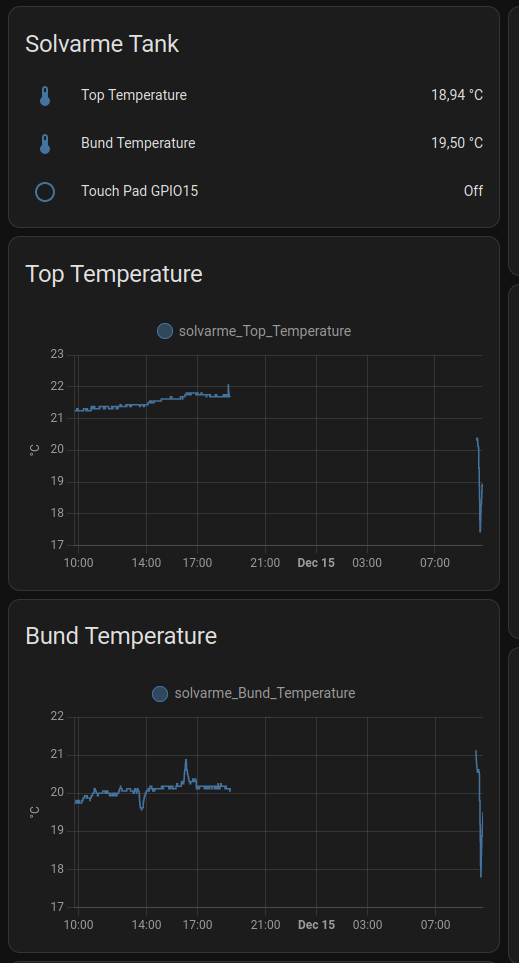 Solvarme Tank
Top Temperature 18,94 °C
Bund Temperature 19,50 °C
Touch Pad GPIO15 Off
Top Temperature
solvarme_Top_Temperature
23
22
21
20
°C
19
18
17
10:00 14:00 17:00 21:00 Dec 15 03:00 07:00
Bund Temperature
solvarme_Bund_Temperature
22
21
20
°C
19
18
17
10:00 14:00 17:00 21:00 Dec 15 03:00 07:00